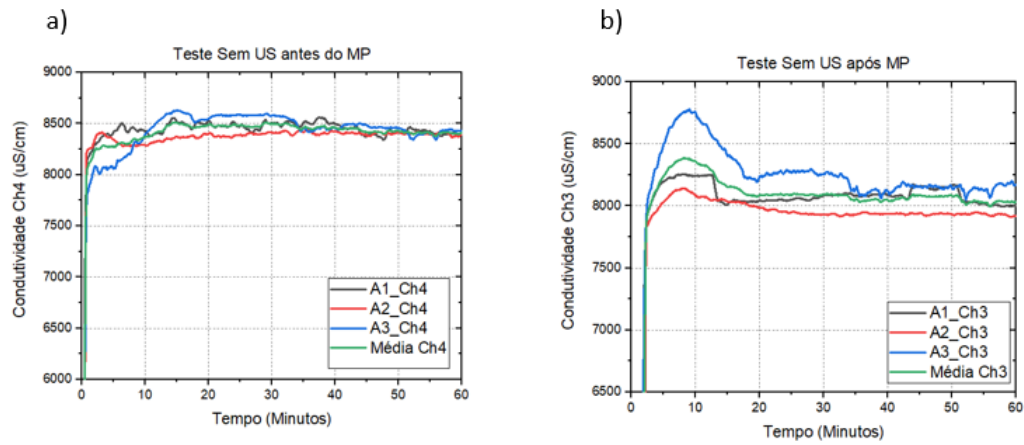 a)
Teste Sem US antes do MP
Condutividade Ch4 (uS/cm)
9000
8500
8000
7500
7000
6500
6000
0
10
20
30
40
50
60
Tempo (Minutos)
A1_Ch4
A2_Ch4
A3_Ch4
Média Ch4
b)
Teste Sem US após MP
Condutividade Ch3 (uS/cm)
9000
8500
8000
7500
7000
6500
0
10
20
30
40
50
60
Tempo (Minutos)
A1_Ch3
A2_Ch3
A3_Ch3
Média Ch3